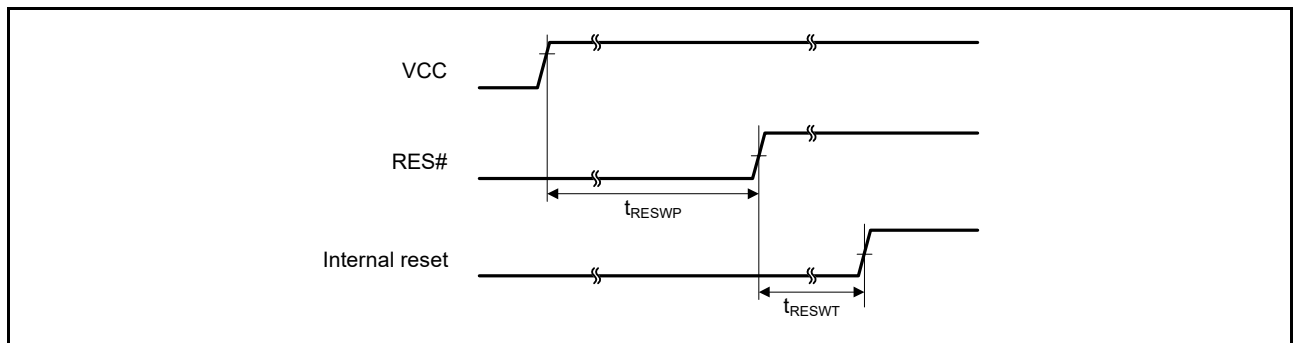 VCC
RES#
tRESWP
Internal reset
tRESWT